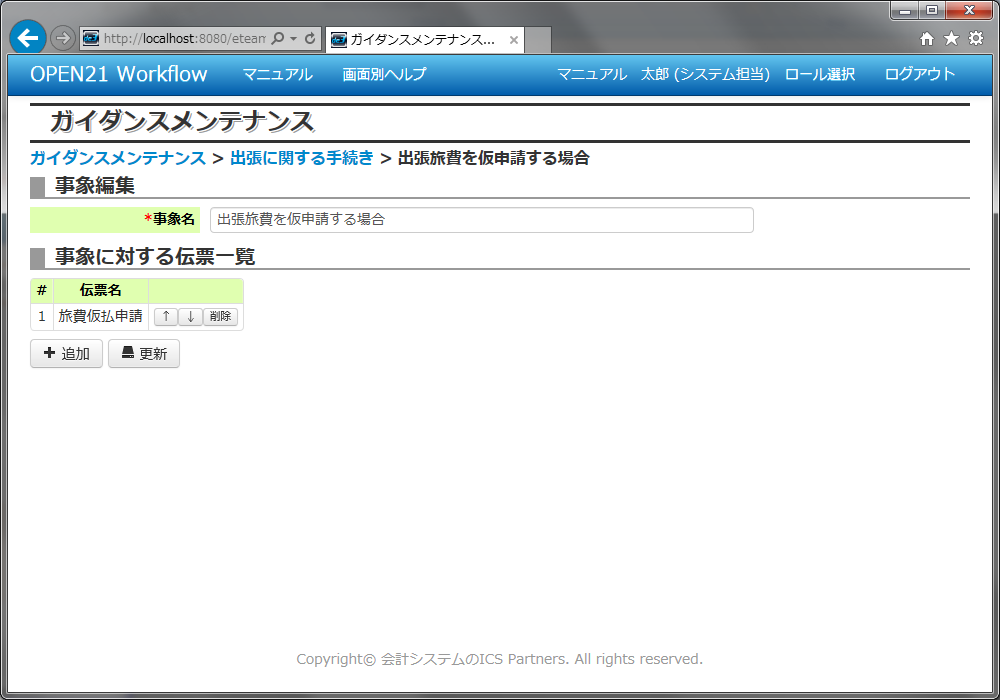 http://localhost:8080/eteam
ガイダンスメンテナンス...
OPEN21 Workflow マニュアル 画面別ヘルプ マニュアル 太郎 (システム担当) ロール選択 ログアウト
ガイダンスメンテナンス
ガイダンスメンテナンス > 出張に関する手続き > 出張旅費を仮申請する場合
事象編集
*事象名 出張旅費を仮申請する場合
事象に対する伝票一覧
# 伝票名
1 旅費仮払申請 ↑ ↓ 削除
追加 更新
Copyright© 会計システムのICS Partners. All rights reserved.